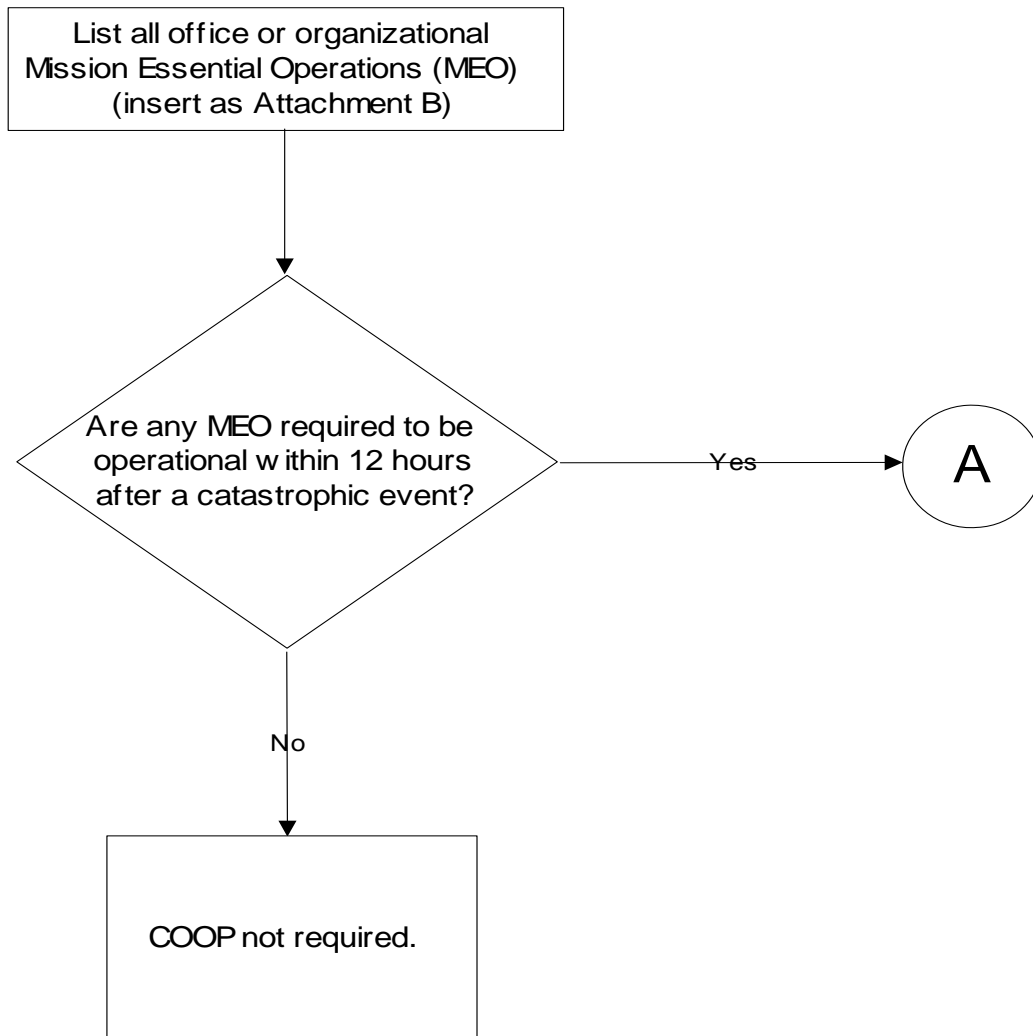 List all office or organizational
Mission Essential Operations (MEO)
(insert as Attachment B)
Are any MEO required to be
operational within 12 hours
after a catastrophic event?
Yes
A
No
COOP not required.